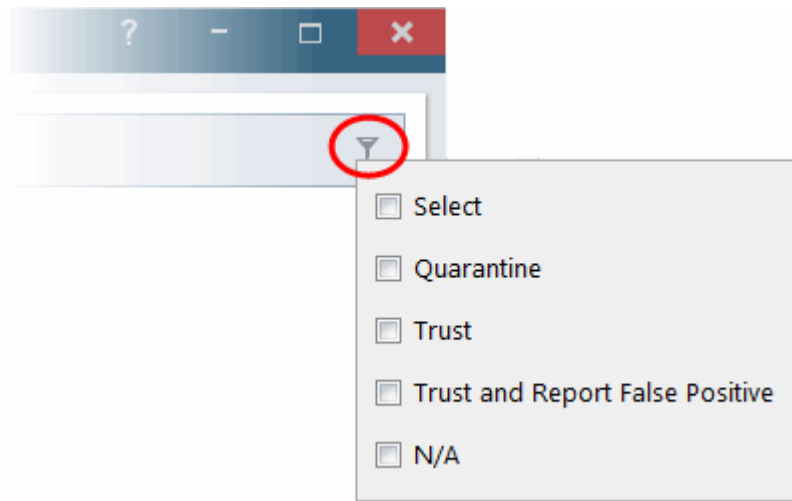 ?
Select
Quarantine
Trust
Trust and Report False Positive
N/A